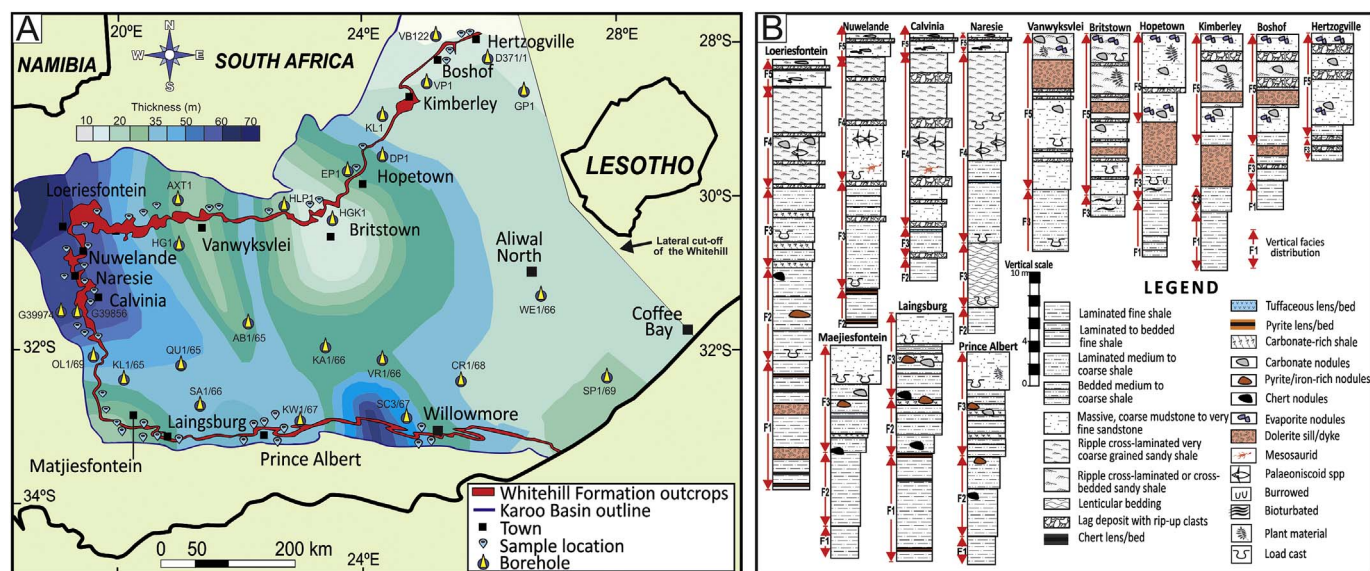 A
20°E
24°E
28°S
NAMIBIA
SOUTH AFRICA
N
W
E
S
VB122
Hertzogville
D371/1
Boshof
VP1
Kimberley
GP1
KL1
Thickness (m)
10 20 35 45 50 60 70
LESOTHO
DP1
EP1
Hopetown
30°S
Loeriesfontein
AXT1
HLP1
HGK1
HG1
Vanwyksvlei
Britstown
Lateral cut-off
of the Whitehill
Nuwelande
Naresie
Calvinia
Aliwal
North
G39974
G39856
WE1/66
Coffee
Bay
32°S
AB1/65
OL1/69
KL1/65
QU1/65
KA1/66
VR1/66
CR1/68
SP1/69
SA1/66
KW1/67
SC3/67
Laingsburg
Willowmore
Matjiesfontein
Prince Albert
34°S
Whitehill Formation outcrops
Karoo Basin outline
Town
Sample location
Borehole
0 50 200 km
24°E
B
Loeriesfontein
Nuwelande
Calvinia
Naresie
Vanwyksvlei
Britstown
Hopetown
Kimberley
Boshof
Hertzogville
F5
F4
F3
F2
F1
Maejiesfontein
Laingsburg
Prince Albert
Vertical scale
10 m
4
0
Vertical facies
distribution
F1
LEGEND
Laminated fine shale
Laminated to bedded
fine shale
Laminated medium to
coarse shale
Bedded medium to
coarse shale
Massive, coarse mudstone to very
fine sandstone
Ripple cross-laminated very
coarse grained sandy shale
Ripple cross-laminated or cross-
bedded sandy shale
Lenticular bedding
Lag deposit with rip-up clasts
Chert lens/bed
Tuffaceous lens/bed
Pyrite lens/bed
Carbonate-rich shale
Carbonate nodules
Pyrite/iron-rich nodules
Chert nodules
Evaporite nodules
Dolerite sill/dyke
Mesosaurid
Palaeoniscoid spp
Burrowed
Bioturbated
Plant material
Load cast